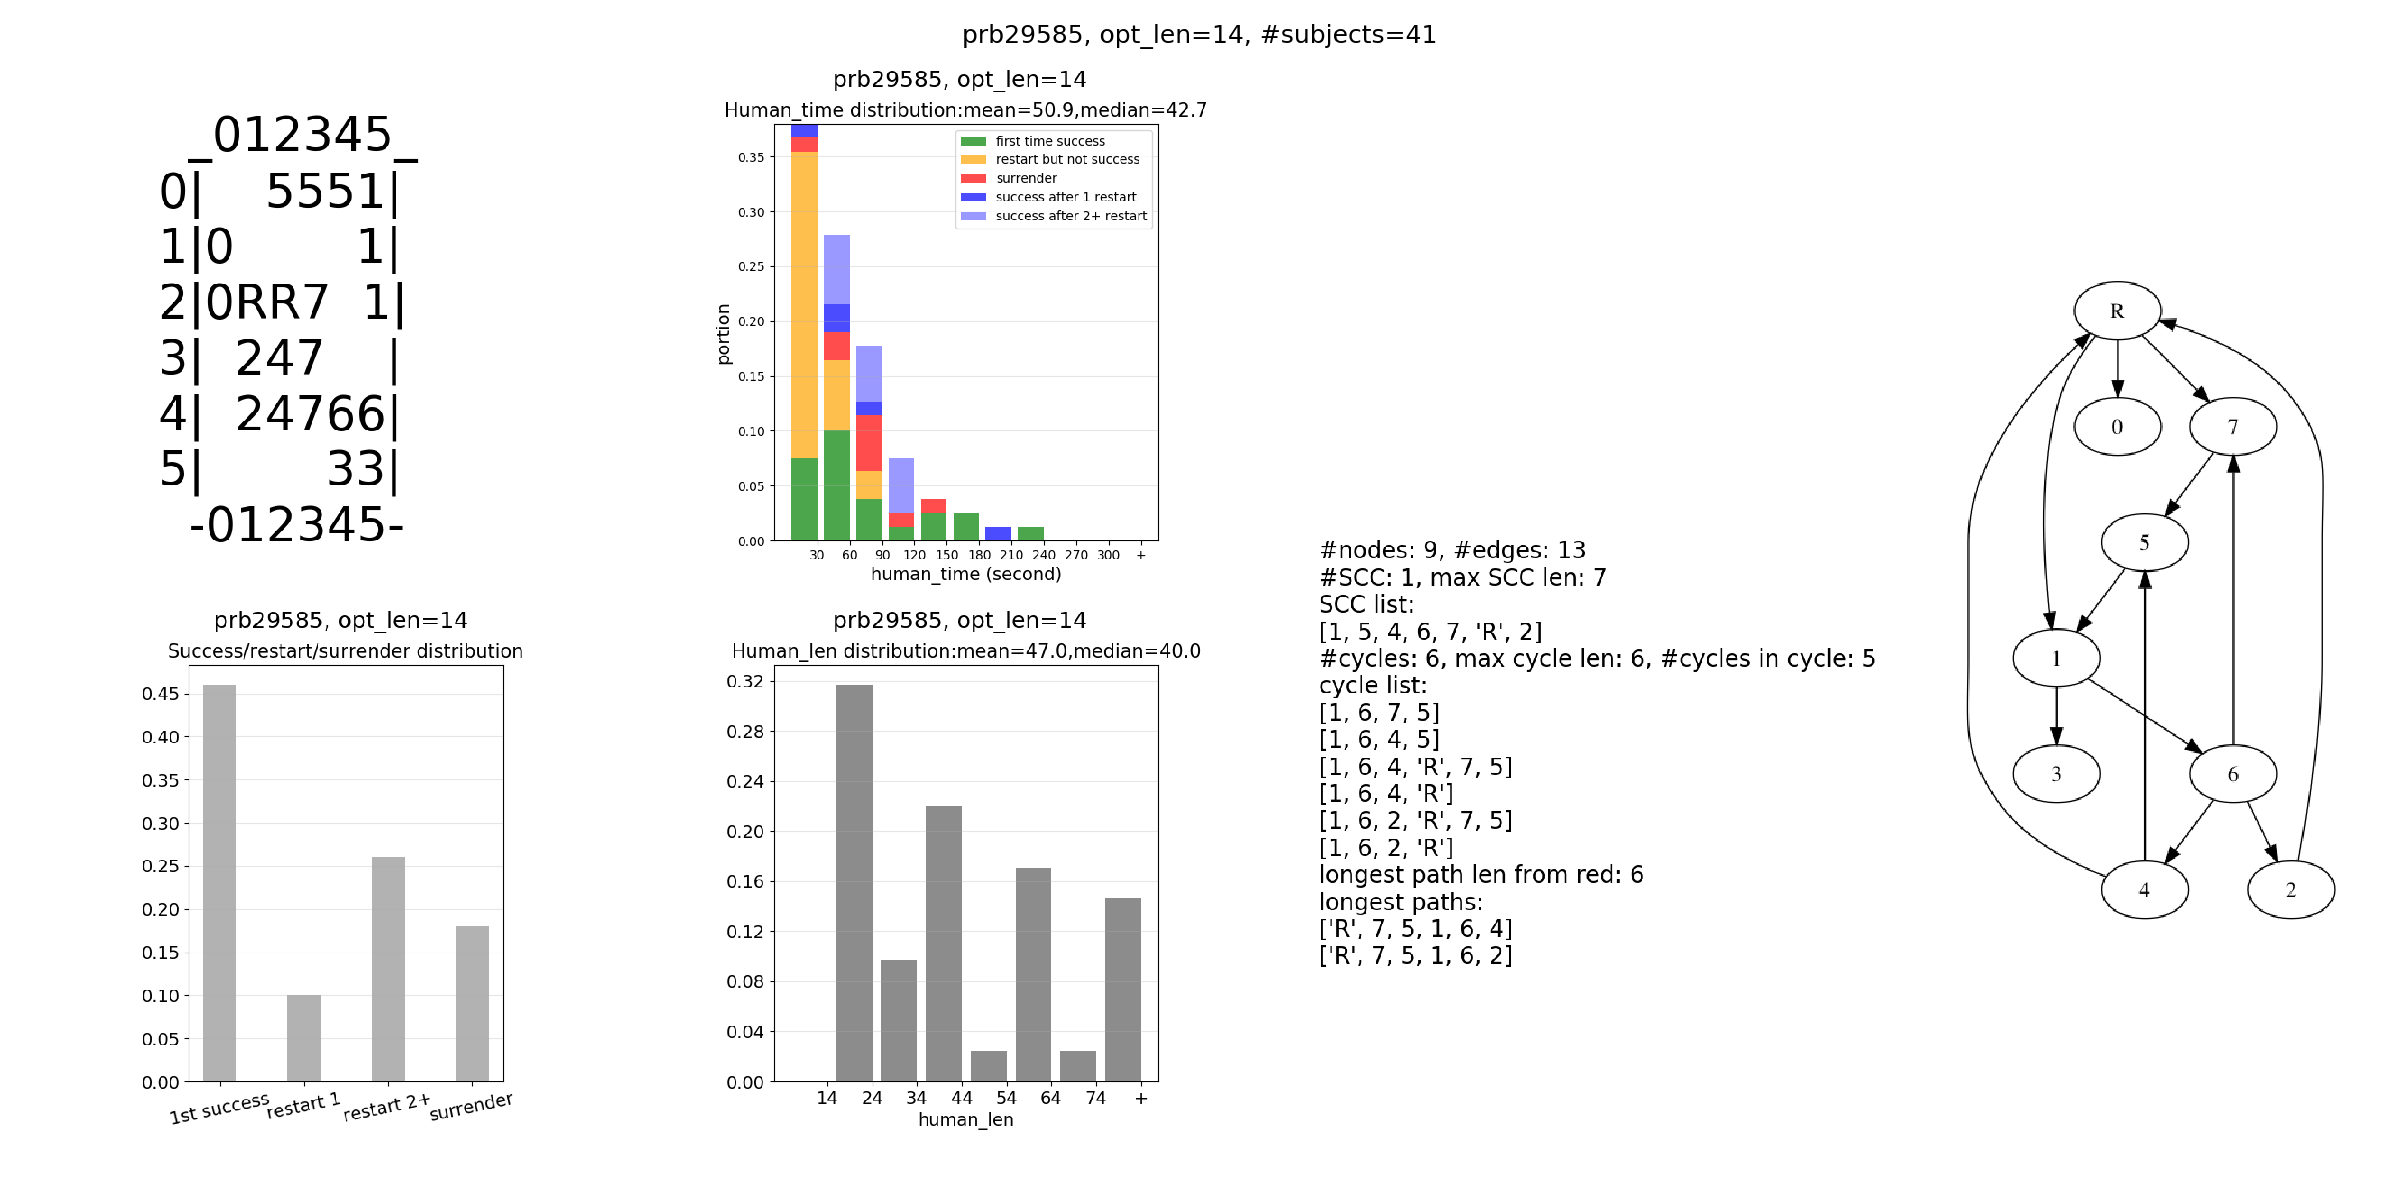 prb29585, opt_len=14, #subjects=41
_012345_
0|  5551|
1|0    1|
2|0RR7 1|
3| 247  |
4| 24766|
5|    33|
-012345-
prb29585, opt_len=14
Human_time distribution:mean=50.9,median=42.7
first time success
restart but not success
surrender
success after 1 restart
success after 2+ restart
portion
0.35
0.30
0.25
0.20
0.15
0.10
0.05
0.00
30 60 90 120 150 180 210 240 270 300 +
human_time (second)
prb29585, opt_len=14
Success/restart/surrender distribution
0.45
0.40
0.35
0.30
0.25
0.20
0.15
0.10
0.05
0.00
1st success restart 1 restart 2+ surrender
prb29585, opt_len=14
Human_len distribution:mean=47.0,median=40.0
0.32
0.28
0.24
0.20
0.16
0.12
0.08
0.04
0.00
14 24 34 44 54 64 74 +
human_len
#nodes: 9, #edges: 13
#SCC: 1, max SCC len: 7
SCC list:
[1, 5, 4, 6, 7, 'R', 2]
#cycles: 6, max cycle len: 6, #cycles in cycle: 5
cycle list:
[1, 6, 7, 5]
[1, 6, 4, 5]
[1, 6, 4, 'R', 7, 5]
[1, 6, 4, 'R']
[1, 6, 2, 'R', 7, 5]
[1, 6, 2, 'R']
longest path len from red: 6
longest paths:
['R', 7, 5, 1, 6, 4]
['R', 7, 5, 1, 6, 2]
R
0 7
5
1
3 6
4 2